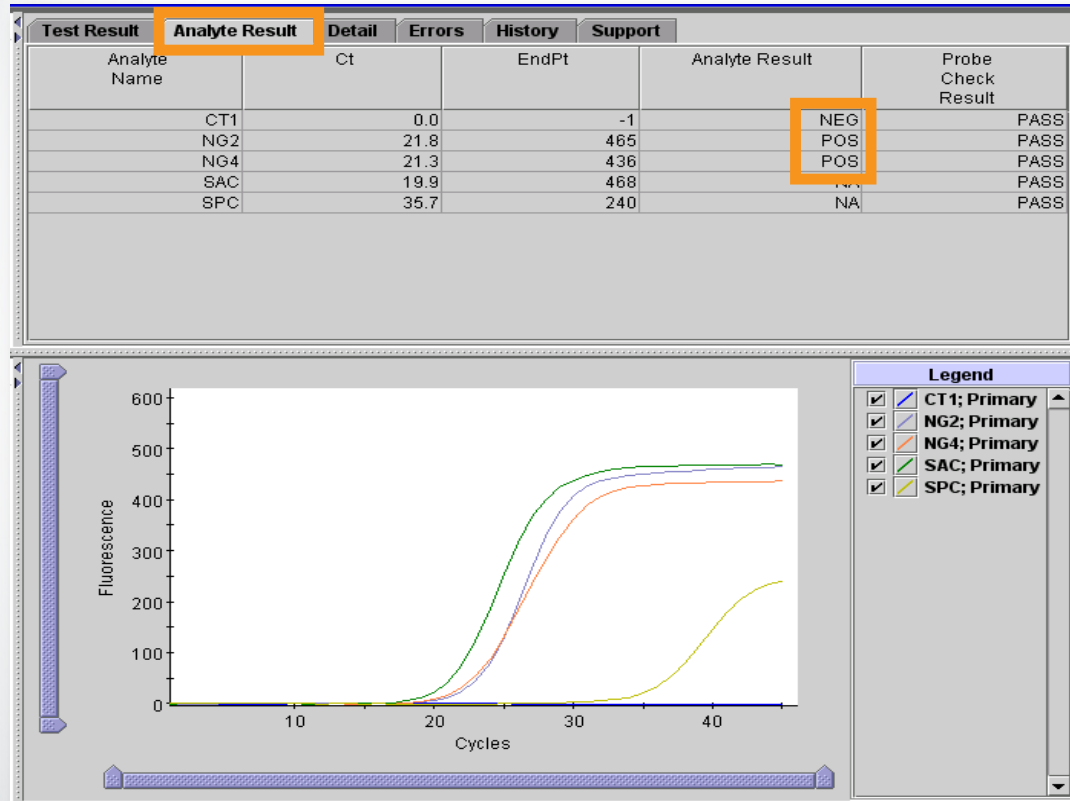 Test Result Analyte Result Detail Errors History Support
Analyte Name Ct EndPt Analyte Result Probe Check Result
CT1 0.0 -1 NEG PASS
NG2 21.8 465 POS PASS
NG4 21.3 436 POS PASS
SAC 19.9 468 NA PASS
SPC 35.7 240 NA PASS
Legend
CT1; Primary
NG2; Primary
NG4; Primary
SAC; Primary
SPC; Primary
Fluorescence
600
500
400
300
200
100
0
10 20 30 40
Cycles